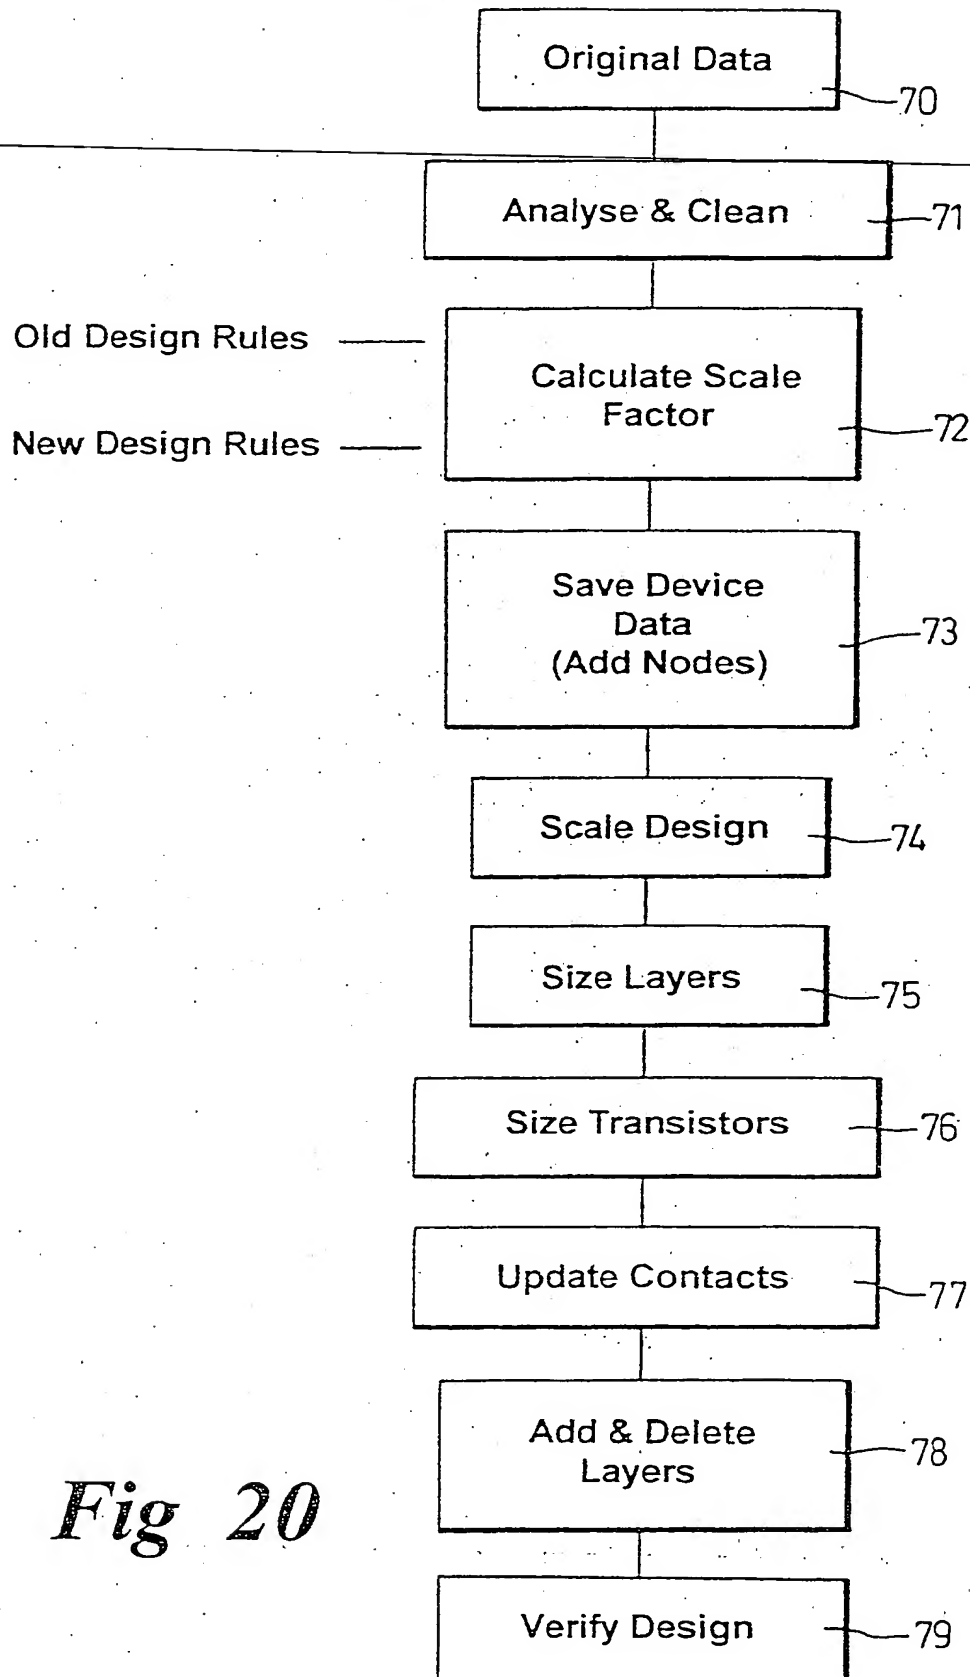 Original Data
70
Analyse & Clean
71
Old Design Rules
Calculate Scale
Factor
72
New Design Rules
Save Device
Data
(Add Nodes)
73
Scale Design
74
Size Layers
75
Size Transistors
76
Update Contacts
77
Add & Delete
Layers
78
Fig 20
Verify Design
79